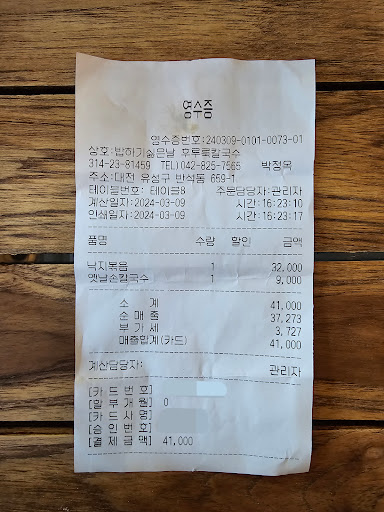 영수증
영수증번호:240309-0101-0073-01
상호:밥하기싫은날 후루룩칼국수
314-23-81459 TEL)042-825-7565 박정옥
주소:대전 유성구 반석동 659-1
테이블번호: 테이블8 주문담당자:관리자
계산일자:2024-03-09 시간:16:23:10
인쇄일자:2024-03-09 시간:16:23:17
품명 수량 할인 금액
낙지볶음 1 32,000
옛날손칼국수 1 9,000
소 계 41,000
순 매 출 37,273
부 가 세 3,727
매출합계(카드) 41,000
계산담당자: 관리자
[카 드 번 호]
[할 부 개 월] 0
[카 드 사 명]
[승 인 번 호]
[결 제 금 액] 41,000